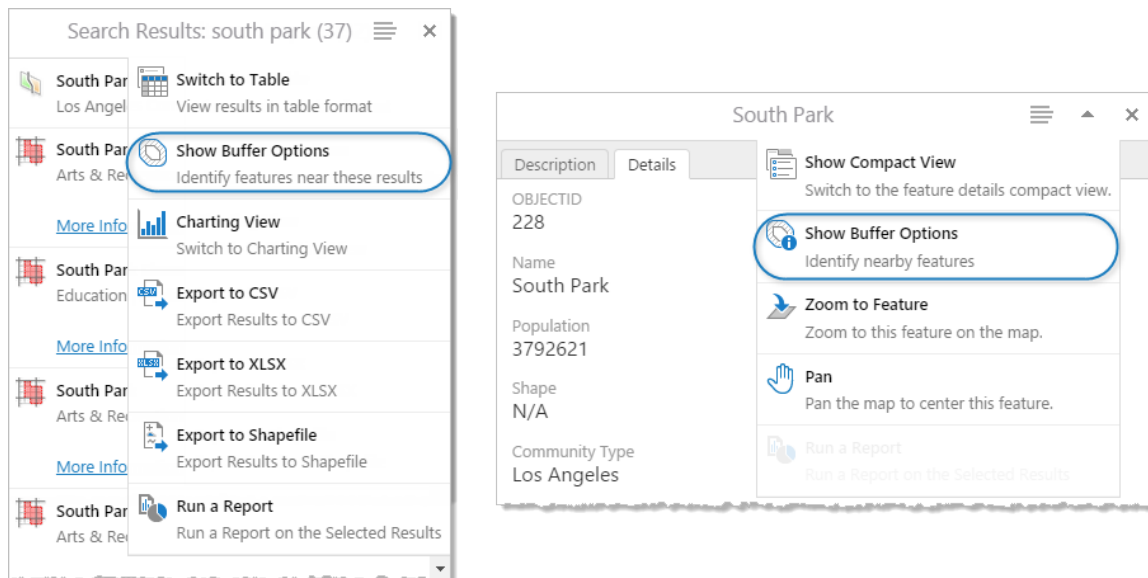 Search Results: south park (37)
South Par
Los Angel
South Par
Arts & Re
More Info
South Par
Education
More Info
South Par
Arts & Re
More Info
South Par
Arts & Re
Switch to Table
View results in table format
Show Buffer Options
Identify features near these results
Charting View
Switch to Charting View
CSV
Export to CSV
Export Results to CSV
XLSX
Export to XLSX
Export Results to XLSX
Export to Shapefile
Export Results to Shapefile
Run a Report
Run a Report on the Selected Results
South Park
Description
Details
OBJECTID
228
Name
South Park
Population
3792621
Shape
N/A
Community Type
Los Angeles
Show Compact View
Switch to the feature details compact view.
Show Buffer Options
Identify nearby features
Zoom to Feature
Zoom to this feature on the map.
Pan
Pan the map to center this feature.
Run a Report
Run a Report on the Selected Results